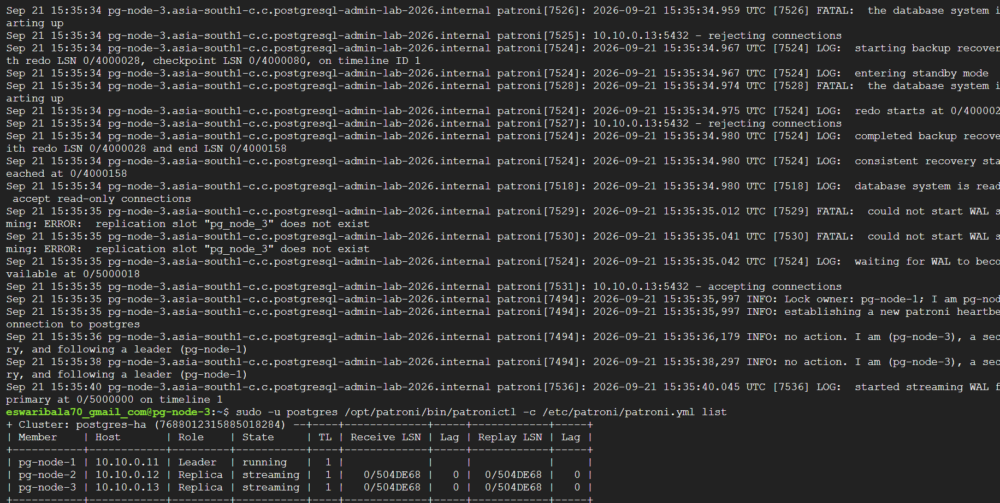 Sep 21 15:35:34 pg-node-3.asia-south1-c.c.postgresql-admin-lab-2026.internal patroni[7526]: 2026-09-21 15:35:34.959 UTC [7526] FATAL:  the database system i
arting up
Sep 21 15:35:34 pg-node-3.asia-south1-c.c.postgresql-admin-lab-2026.internal patroni[7525]: 10.10.0.13:5432 - rejecting connections
Sep 21 15:35:34 pg-node-3.asia-south1-c.c.postgresql-admin-lab-2026.internal patroni[7524]: 2026-09-21 15:35:34.967 UTC [7524] LOG:  starting backup recover
th redo LSN 0/4000028, checkpoint LSN 0/4000080, on timeline ID 1
Sep 21 15:35:34 pg-node-3.asia-south1-c.c.postgresql-admin-lab-2026.internal patroni[7524]: 2026-09-21 15:35:34.967 UTC [7524] LOG:  entering standby mode
Sep 21 15:35:34 pg-node-3.asia-south1-c.c.postgresql-admin-lab-2026.internal patroni[7528]: 2026-09-21 15:35:34.974 UTC [7528] FATAL:  the database system i
arting up
Sep 21 15:35:34 pg-node-3.asia-south1-c.c.postgresql-admin-lab-2026.internal patroni[7524]: 2026-09-21 15:35:34.975 UTC [7524] LOG:  redo starts at 0/400002
Sep 21 15:35:34 pg-node-3.asia-south1-c.c.postgresql-admin-lab-2026.internal patroni[7527]: 10.10.0.13:5432 - rejecting connections
Sep 21 15:35:34 pg-node-3.asia-south1-c.c.postgresql-admin-lab-2026.internal patroni[7524]: 2026-09-21 15:35:34.980 UTC [7524] LOG:  completed backup recove
ith redo LSN 0/4000028 and end LSN 0/4000158
Sep 21 15:35:34 pg-node-3.asia-south1-c.c.postgresql-admin-lab-2026.internal patroni[7524]: 2026-09-21 15:35:34.980 UTC [7524] LOG:  consistent recovery sta
eached at 0/4000158
Sep 21 15:35:34 pg-node-3.asia-south1-c.c.postgresql-admin-lab-2026.internal patroni[7518]: 2026-09-21 15:35:34.980 UTC [7518] LOG:  database system is read
 accept read-only connections
Sep 21 15:35:35 pg-node-3.asia-south1-c.c.postgresql-admin-lab-2026.internal patroni[7529]: 2026-09-21 15:35:35.012 UTC [7529] FATAL:  could not start WAL s
ming: ERROR:  replication slot "pg_node_3" does not exist
Sep 21 15:35:35 pg-node-3.asia-south1-c.c.postgresql-admin-lab-2026.internal patroni[7530]: 2026-09-21 15:35:35.041 UTC [7530] FATAL:  could not start WAL s
ming: ERROR:  replication slot "pg_node_3" does not exist
Sep 21 15:35:35 pg-node-3.asia-south1-c.c.postgresql-admin-lab-2026.internal patroni[7524]: 2026-09-21 15:35:35.042 UTC [7524] LOG:  waiting for WAL to beco
vailable at 0/5000018
Sep 21 15:35:35 pg-node-3.asia-south1-c.c.postgresql-admin-lab-2026.internal patroni[7531]: 10.10.0.13:5432 - accepting connections
Sep 21 15:35:35 pg-node-3.asia-south1-c.c.postgresql-admin-lab-2026.internal patroni[7494]: 2026-09-21 15:35:35,997 INFO: Lock owner: pg-node-1; I am pg-nod
Sep 21 15:35:35 pg-node-3.asia-south1-c.c.postgresql-admin-lab-2026.internal patroni[7494]: 2026-09-21 15:35:35,997 INFO: establishing a new patroni heartbe
onnection to postgres
Sep 21 15:35:36 pg-node-3.asia-south1-c.c.postgresql-admin-lab-2026.internal patroni[7494]: 2026-09-21 15:35:36,179 INFO: no action. I am (pg-node-3), a sec
ry, and following a leader (pg-node-1)
Sep 21 15:35:38 pg-node-3.asia-south1-c.c.postgresql-admin-lab-2026.internal patroni[7494]: 2026-09-21 15:35:38,297 INFO: no action. I am (pg-node-3), a sec
ry, and following a leader (pg-node-1)
Sep 21 15:35:40 pg-node-3.asia-south1-c.c.postgresql-admin-lab-2026.internal patroni[7536]: 2026-09-21 15:35:40.045 UTC [7536] LOG:  started streaming WAL f
primary at 0/5000000 on timeline 1
eswaribala70_gmail_com@pg-node-3:~$ sudo -u postgres /opt/patroni/bin/patronictl -c /etc/patroni/patroni.yml list
+ Cluster: postgres-ha (7688012315885018284) --+----+-------------+-----+------------+-----+
| Member    | Host       | Role    | State     | TL | Receive LSN | Lag | Replay LSN | Lag |
+-----------+------------+---------+-----------+----+-------------+-----+------------+-----+
| pg-node-1 | 10.10.0.11 | Leader  | running   |  1 |             |     |            |     |
| pg-node-2 | 10.10.0.12 | Replica | streaming |  1 |   0/504DE68 |   0 |  0/504DE68 |   0 |
| pg-node-3 | 10.10.0.13 | Replica | streaming |  1 |   0/504DE68 |   0 |  0/504DE68 |   0 |
+-----------+------------+---------+-----------+----+-------------+-----+------------+-----+